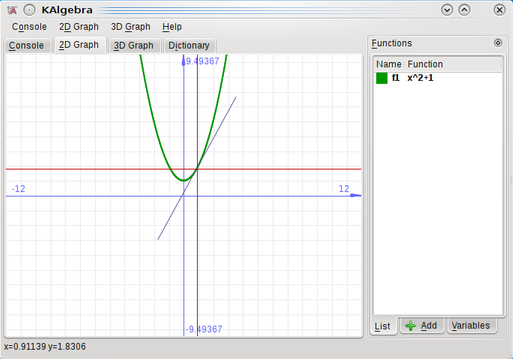 KAlgebra
Console 2D Graph 3D Graph Help
Console 2D Graph 3D Graph Dictionary
Functions
Name Function
f1 x^2+1
9.49367
-12
12
-9.49367
List Add Variables
x=0.91139 y=1.8306